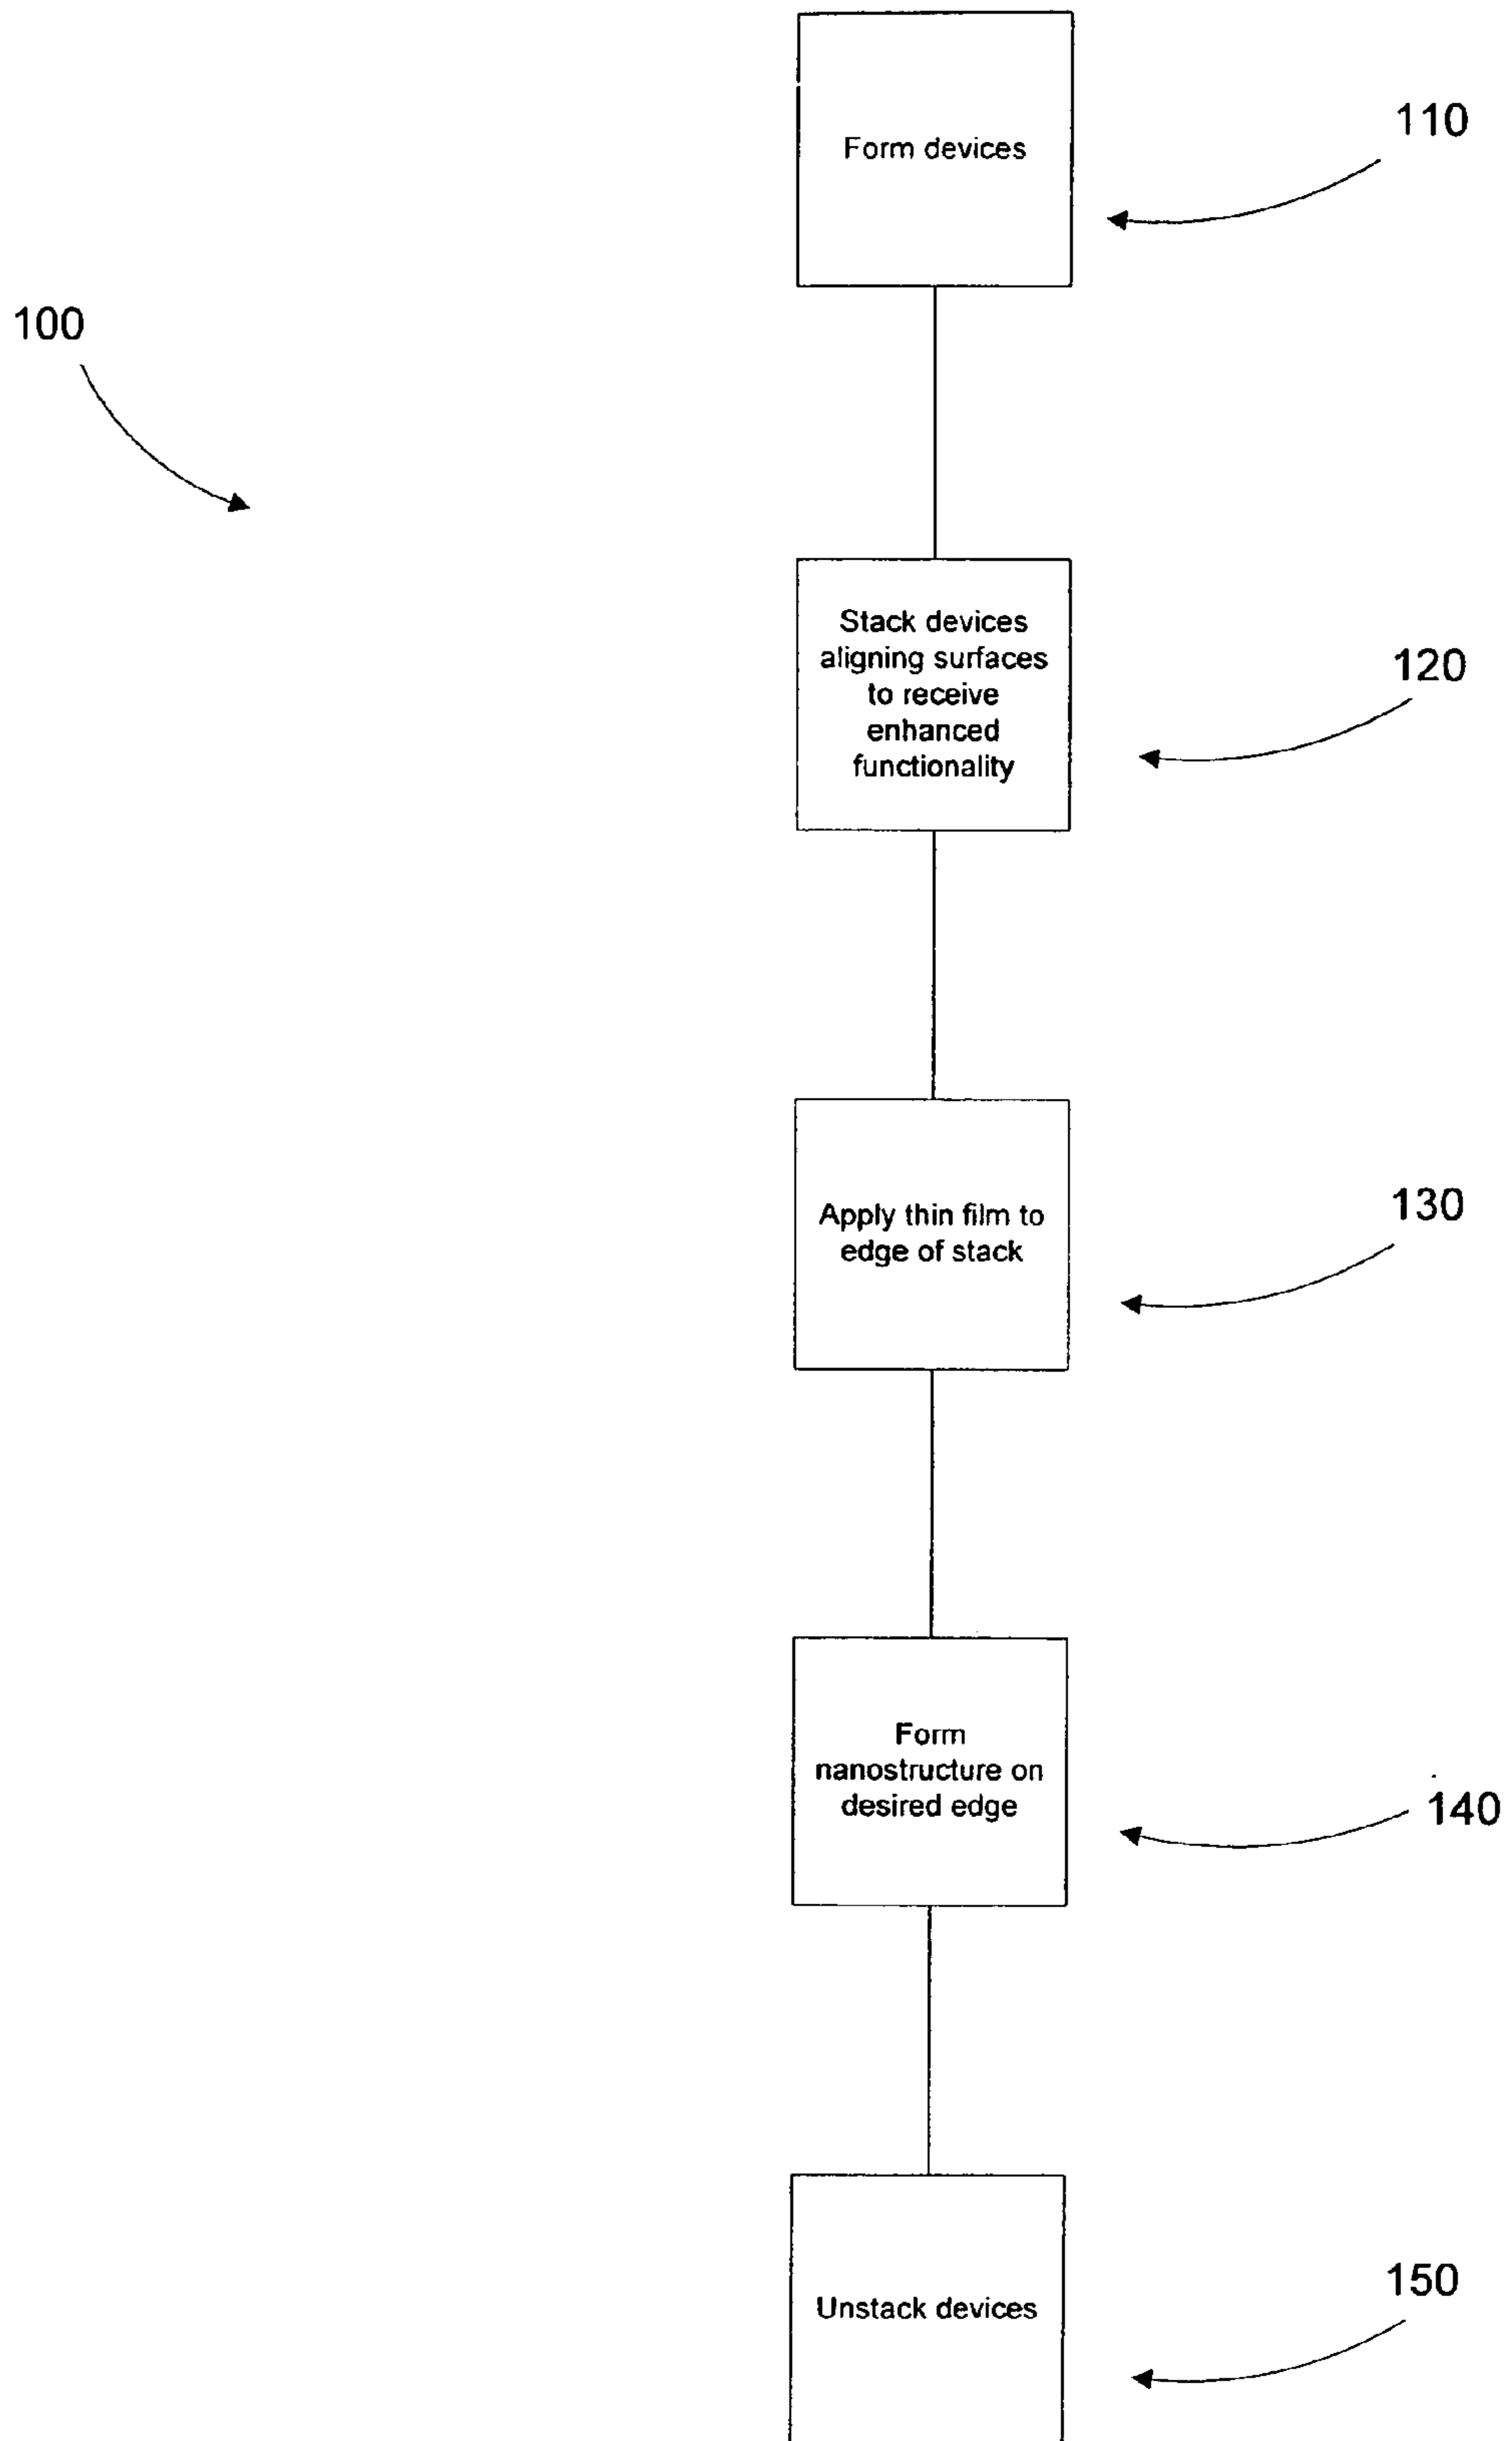 Form devices
110
100
Stack devices
aligning surfaces
to receive
enhanced
functionality
120
Apply thin film to
edge of stack
130
Form
nanostructure on
desired edge
140
Unstack devices
150